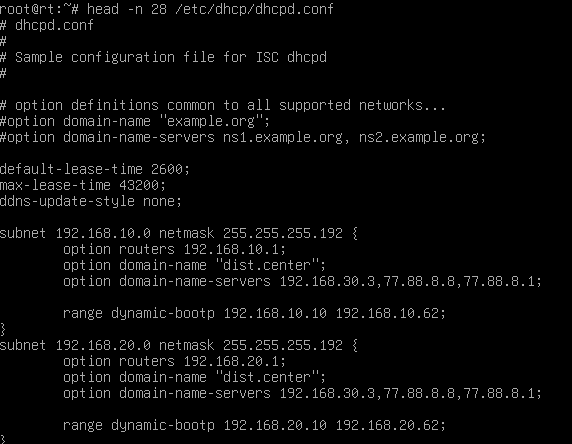 root@rt:~# head -n 28 /etc/dhcp/dhcpd.conf
# dhcpd.conf
#
# Sample configuration file for ISC dhcpd
#
# option definitions common to all supported networks...
#option domain-name "example.org";
#option domain-name-servers ns1.example.org, ns2.example.org;
default-lease-time 2600;
max-lease-time 43200;
ddns-update-style none;
subnet 192.168.10.0 netmask 255.255.255.192 {
option routers 192.168.10.1;
option domain-name "dist.center";
option domain-name-servers 192.168.30.3,77.88.8.8,77.88.8.1;
range dynamic-bootp 192.168.10.10 192.168.10.62;
}
subnet 192.168.20.0 netmask 255.255.255.192 {
option routers 192.168.20.1;
option domain-name "dist.center";
option domain-name-servers 192.168.30.3,77.88.8.8,77.88.8.1;
range dynamic-bootp 192.168.20.10 192.168.20.62;
}